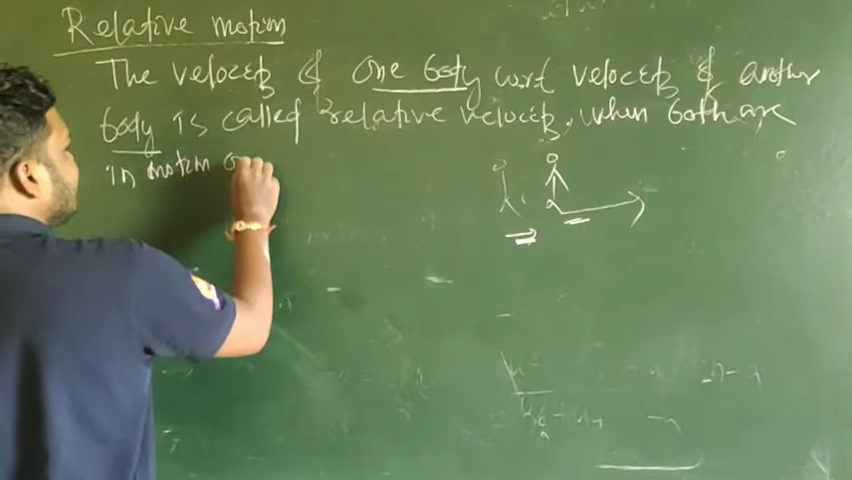 Relative motion
The velocity of one body w.r.t velocity of another
body is called relative velocity, when both are
in motion